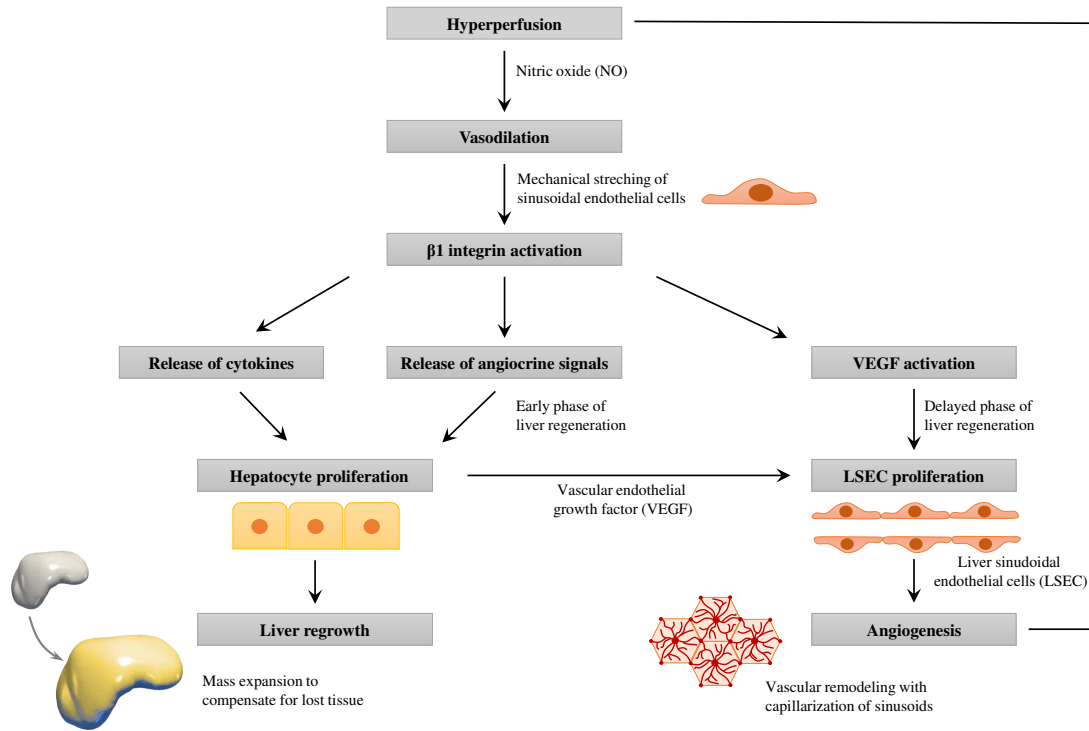 Hyperperfusion
Nitric oxide (NO)
Vasodilation
Mechanical streching of
sinusoidal endothelial cells
β1 integrin activation
Release of cytokines
Release of angiocrine signals
VEGF activation
Early phase of
liver regeneration
Delayed phase of
liver regeneration
Hepatocyte proliferation
LSEC proliferation
Vascular endothelial
growth factor (VEGF)
Liver sinudoidal
endothelial cells (LSEC)
Liver regrowth
Angiogenesis
Mass expansion to
compensate for lost tissue
Vascular remodeling with
capillarization of sinusoids